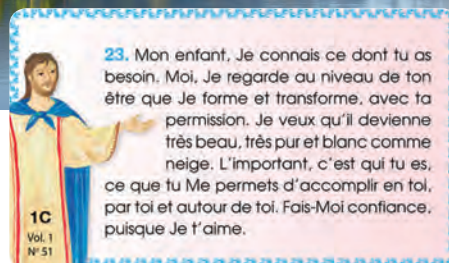 23. Mon enfant, Je connais ce dont tu as
besoin. Moi, Je regarde au niveau de ton
être que Je forme et transforme, avec ta
permission. Je veux qu'il devienne
très beau, très pur et blanc comme
neige. L'important, c'est qui tu es,
ce que tu Me permets d'accomplir en toi,
par toi et autour de toi. Fais-Moi confiance,
puisque Je t'aime.
1C
Vol. 1
Nº 51